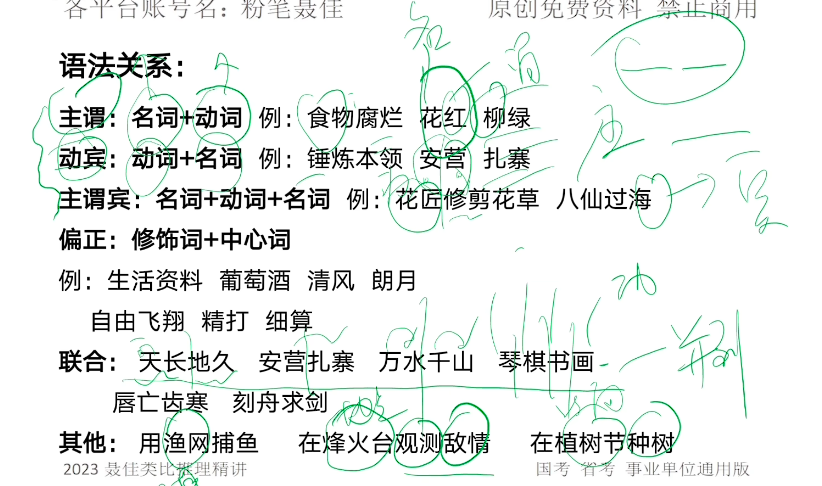 各平台账号名：粉笔聂佳 原创免费资料 禁止商用
语法关系：
主谓：名词+动词 例：食物腐烂 花红 柳绿
动宾：动词+名词 例：锤炼本领 安营 扎寨
主谓宾：名词+动词+名词 例：花匠修剪花草 八仙过海
偏正：修饰词+中心词
例：生活资料 葡萄酒 清风 朗月
自由飞翔 精打 细算
联合： 天长地久 安营扎寨 万水千山 琴棋书画
并列
唇亡齿寒 刻舟求剑
其他： 用渔网捕鱼 在烽火台观测敌情 在植树节种树
2023 聂佳类比推理精讲 国考 省考 事业单位通用版